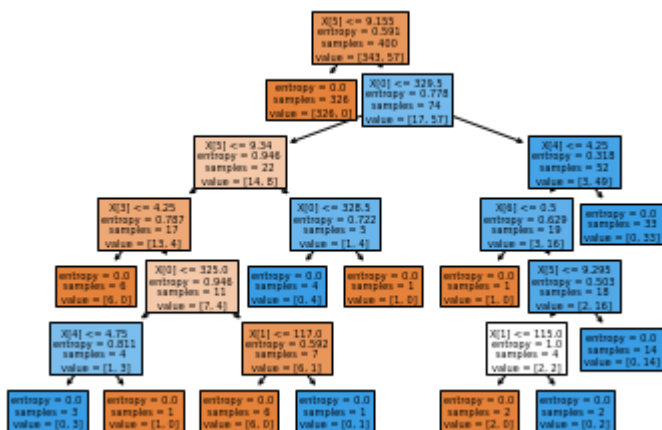 X[5] <= 9.155
entropy = 0.591
samples = 400
value = [343, 57]
entropy = 0.0
samples = 326
value = [326, 0]
X[0] <= 329.5
entropy = 0.778
samples = 74
value = [17, 57]
X[5] <= 9.34
entropy = 0.946
samples = 22
value = [14, 8]
X[4] <= 4.25
entropy = 0.318
samples = 52
value = [3, 49]
X[3] <= 4.25
entropy = 0.787
samples = 17
value = [13, 4]
X[0] <= 328.5
entropy = 0.722
samples = 5
value = [1, 4]
X[6] <= 0.5
entropy = 0.629
samples = 19
value = [3, 16]
entropy = 0.0
samples = 33
value = [0, 33]
entropy = 0.0
samples = 6
value = [6, 0]
X[0] <= 325.0
entropy = 0.946
samples = 11
value = [7, 4]
entropy = 0.0
samples = 4
value = [0, 4]
entropy = 0.0
samples = 1
value = [1, 0]
entropy = 0.0
samples = 1
value = [1, 0]
X[5] <= 9.295
entropy = 0.503
samples = 18
value = [2, 16]
X[4] <= 4.75
entropy = 0.811
samples = 4
value = [1, 3]
X[1] <= 117.0
entropy = 0.592
samples = 7
value = [6, 1]
X[1] <= 115.0
entropy = 1.0
samples = 4
value = [2, 2]
entropy = 0.0
samples = 14
value = [0, 14]
entropy = 0.0
samples = 3
value = [0, 3]
entropy = 0.0
samples = 1
value = [1, 0]
entropy = 0.0
samples = 6
value = [6, 0]
entropy = 0.0
samples = 1
value = [0, 1]
entropy = 0.0
samples = 2
value = [2, 0]
entropy = 0.0
samples = 2
value = [0, 2]